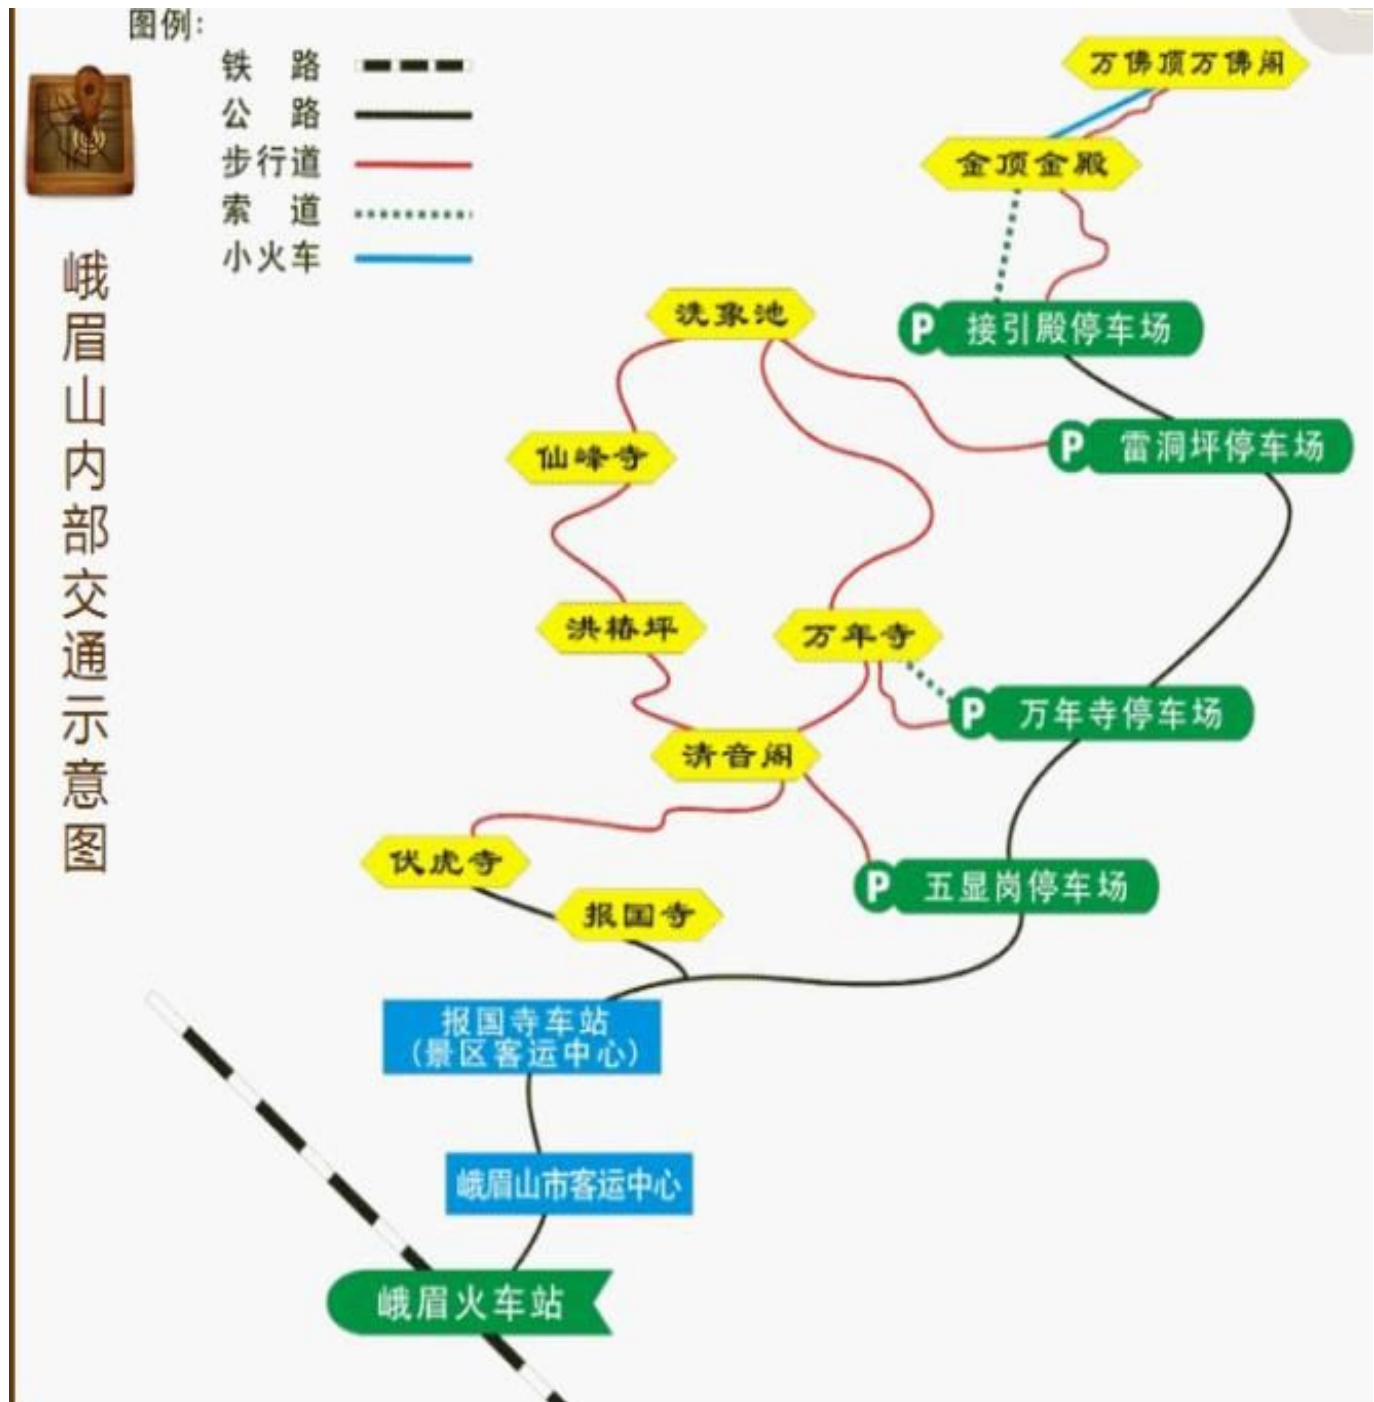 图例:
铁 路
公 路
步行道
索 道
小火车
峨眉山内部交通示意图
万佛顶万佛阁
金顶金殿
P 接引殿停车场
洗象池
P 雷洞坪停车场
仙峰寺
洪椿坪
万年寺
P 万年寺停车场
清音阁
伏虎寺
P 五显岗停车场
报国寺
报国寺车站
(景区客运中心)
峨眉山市客运中心
峨眉火车站